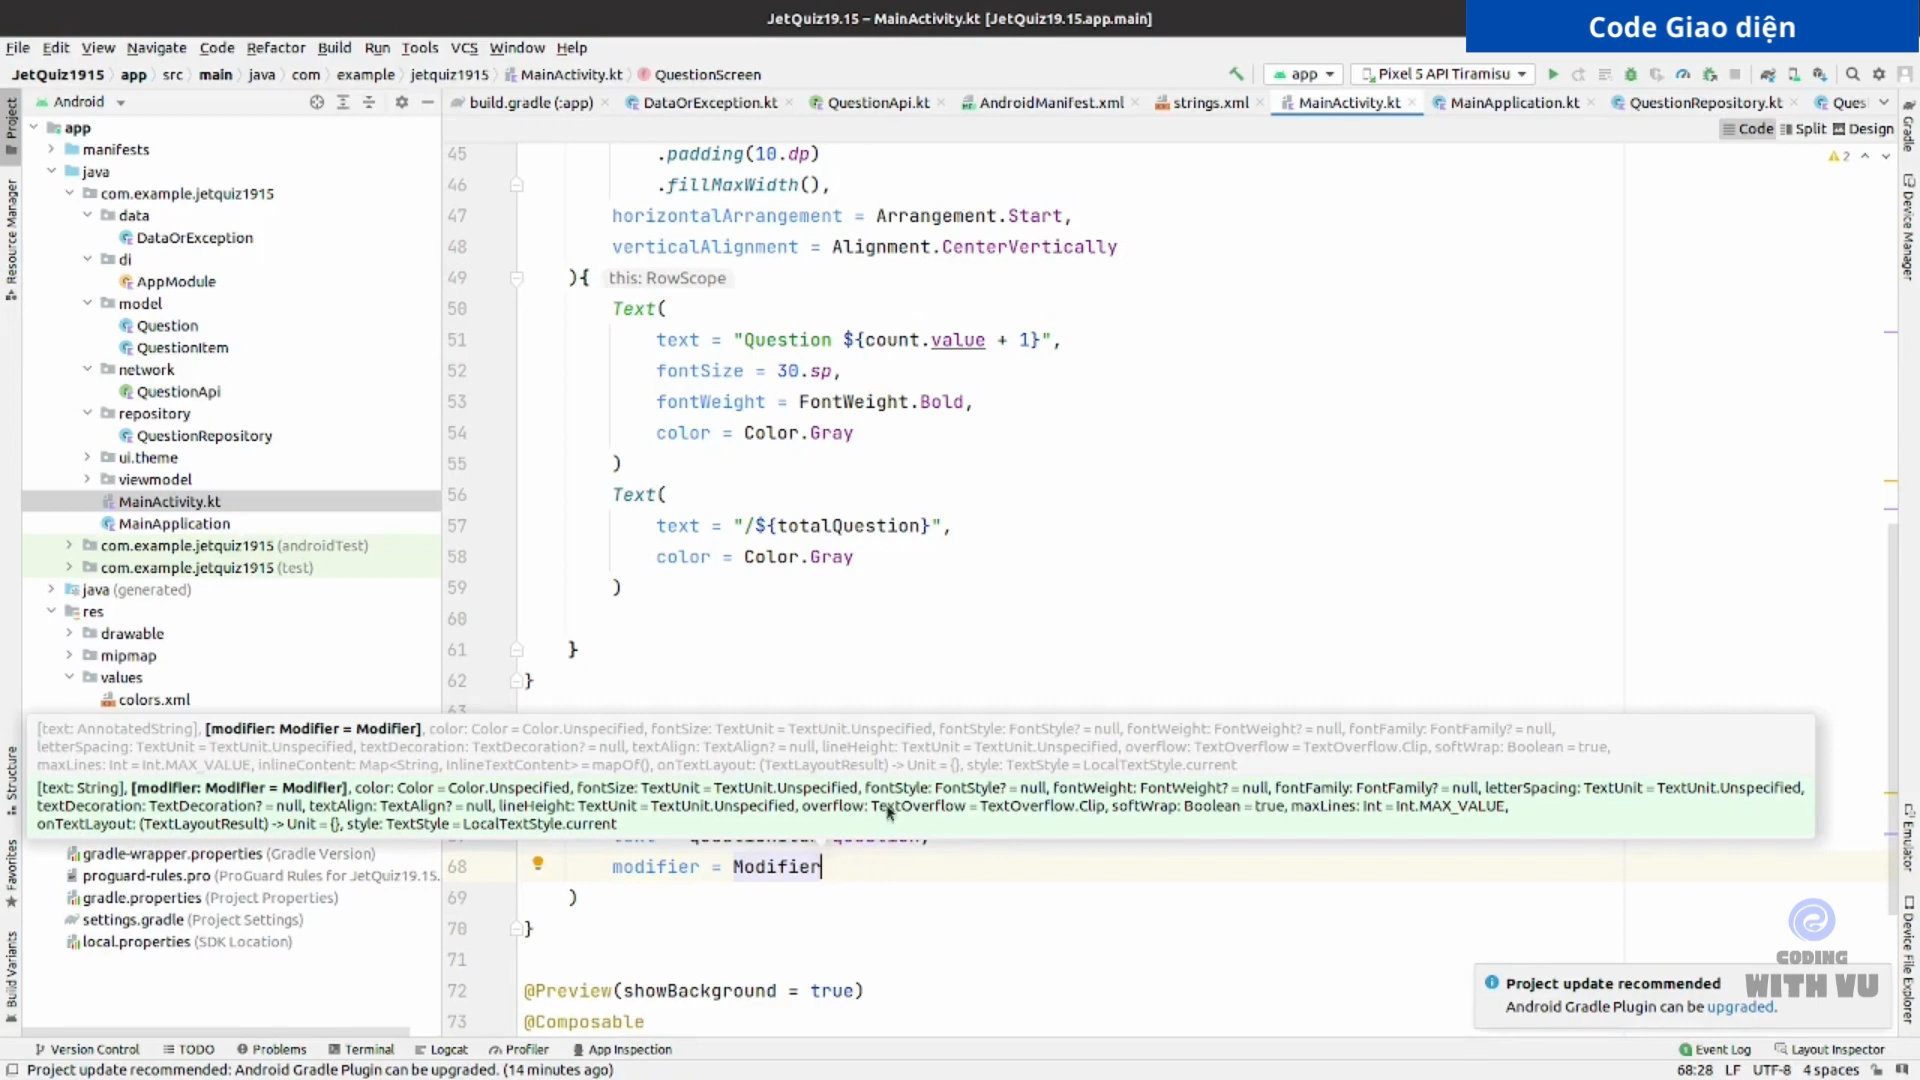 JetQuiz19.15 – MainActivity.kt [JetQuiz19.15.app.main]
Code Giao diện
File Edit View Navigate Code Refactor Build Run Tools VCS Window Help
JetQuiz1915 app src main java com example jetquiz1915 MainActivity.kt QuestionScreen
app Pixel 5 API Tiramisu
Android
build.gradle (:app) DataOrException.kt QuestionApi.kt AndroidManifest.xml strings.xml MainActivity.kt MainApplication.kt QuestionRepository.kt Ques
Code Split Design
2
Project
Resource Manager
Structure
Favorites
Build Variants
Gradle
Device Manager
Emulator
Device File Explorer
app
manifests
java
com.example.jetquiz1915
data
DataOrException
di
AppModule
model
Question
QuestionItem
network
QuestionApi
repository
QuestionRepository
ui.theme
viewmodel
MainActivity.kt
MainApplication
com.example.jetquiz1915 (androidTest)
com.example.jetquiz1915 (test)
java (generated)
res
drawable
mipmap
values
colors.xml
gradle-wrapper.properties (Gradle Version)
proguard-rules.pro (ProGuard Rules for JetQuiz19.15.
gradle.properties (Project Properties)
settings.gradle (Project Settings)
local.properties (SDK Location)
45 .padding(10.dp)
46 .fillMaxWidth(),
47 horizontalArrangement = Arrangement.Start,
48 verticalAlignment = Alignment.CenterVertically
49 ){ this: RowScope
50 Text(
51 text = "Question ${count.value + 1}",
52 fontSize = 30.sp,
53 fontWeight = FontWeight.Bold,
54 color = Color.Gray
55 )
56 Text(
57 text = "/${totalQuestion}",
58 color = Color.Gray
59 )
60
61 }
62 }
[text: AnnotatedString], [modifier: Modifier = Modifier], color: Color = Color.Unspecified, fontSize: TextUnit = TextUnit.Unspecified, fontStyle: FontStyle? = null, fontWeight: FontWeight? = null, fontFamily: FontFamily? = null,
letterSpacing: TextUnit = TextUnit.Unspecified, textDecoration: TextDecoration? = null, textAlign: TextAlign? = null, lineHeight: TextUnit = TextUnit.Unspecified, overflow: TextOverflow = TextOverflow.Clip, softWrap: Boolean = true,
maxLines: Int = Int.MAX_VALUE, inlineContent: Map<String, InlineTextContent> = mapOf(), onTextLayout: (TextLayoutResult) -> Unit = {}, style: TextStyle = LocalTextStyle.current
[text: String], [modifier: Modifier = Modifier], color: Color = Color.Unspecified, fontSize: TextUnit = TextUnit.Unspecified, fontStyle: FontStyle? = null, fontWeight: FontWeight? = null, fontFamily: FontFamily? = null, letterSpacing: TextUnit = TextUnit.Unspecified,
textDecoration: TextDecoration? = null, textAlign: TextAlign? = null, lineHeight: TextUnit = TextUnit.Unspecified, overflow: TextOverflow = TextOverflow.Clip, softWrap: Boolean = true, maxLines: Int = Int.MAX_VALUE,
onTextLayout: (TextLayoutResult) -> Unit = {}, style: TextStyle = LocalTextStyle.current
68 modifier = Modifier
69 )
70 }
71
72 @Preview(showBackground = true)
73 @Composable
CODING
WITH VU
Project update recommended
Android Gradle Plugin can be upgraded.
Version Control TODO Problems Terminal Logcat Profiler App Inspection Event Log Layout Inspector
Project update recommended: Android Gradle Plugin can be upgraded. (14 minutes ago) 68:28 LF UTF-8 4 spaces